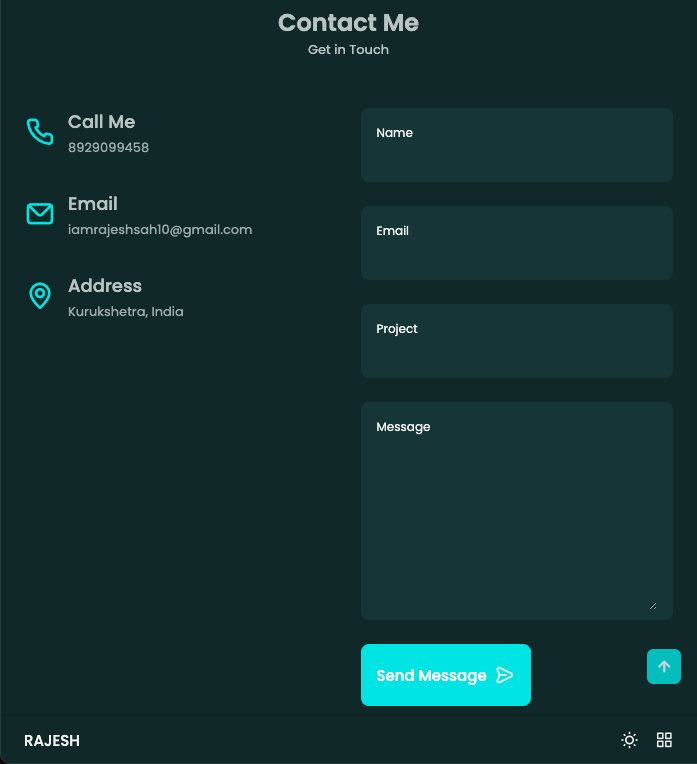 Contact Me
Get in Touch
Call Me
8929099458
Email
iamrajeshsah10@gmail.com
Address
Kurukshetra, India
Name
Email
Project
Message
Send Message
RAJESH